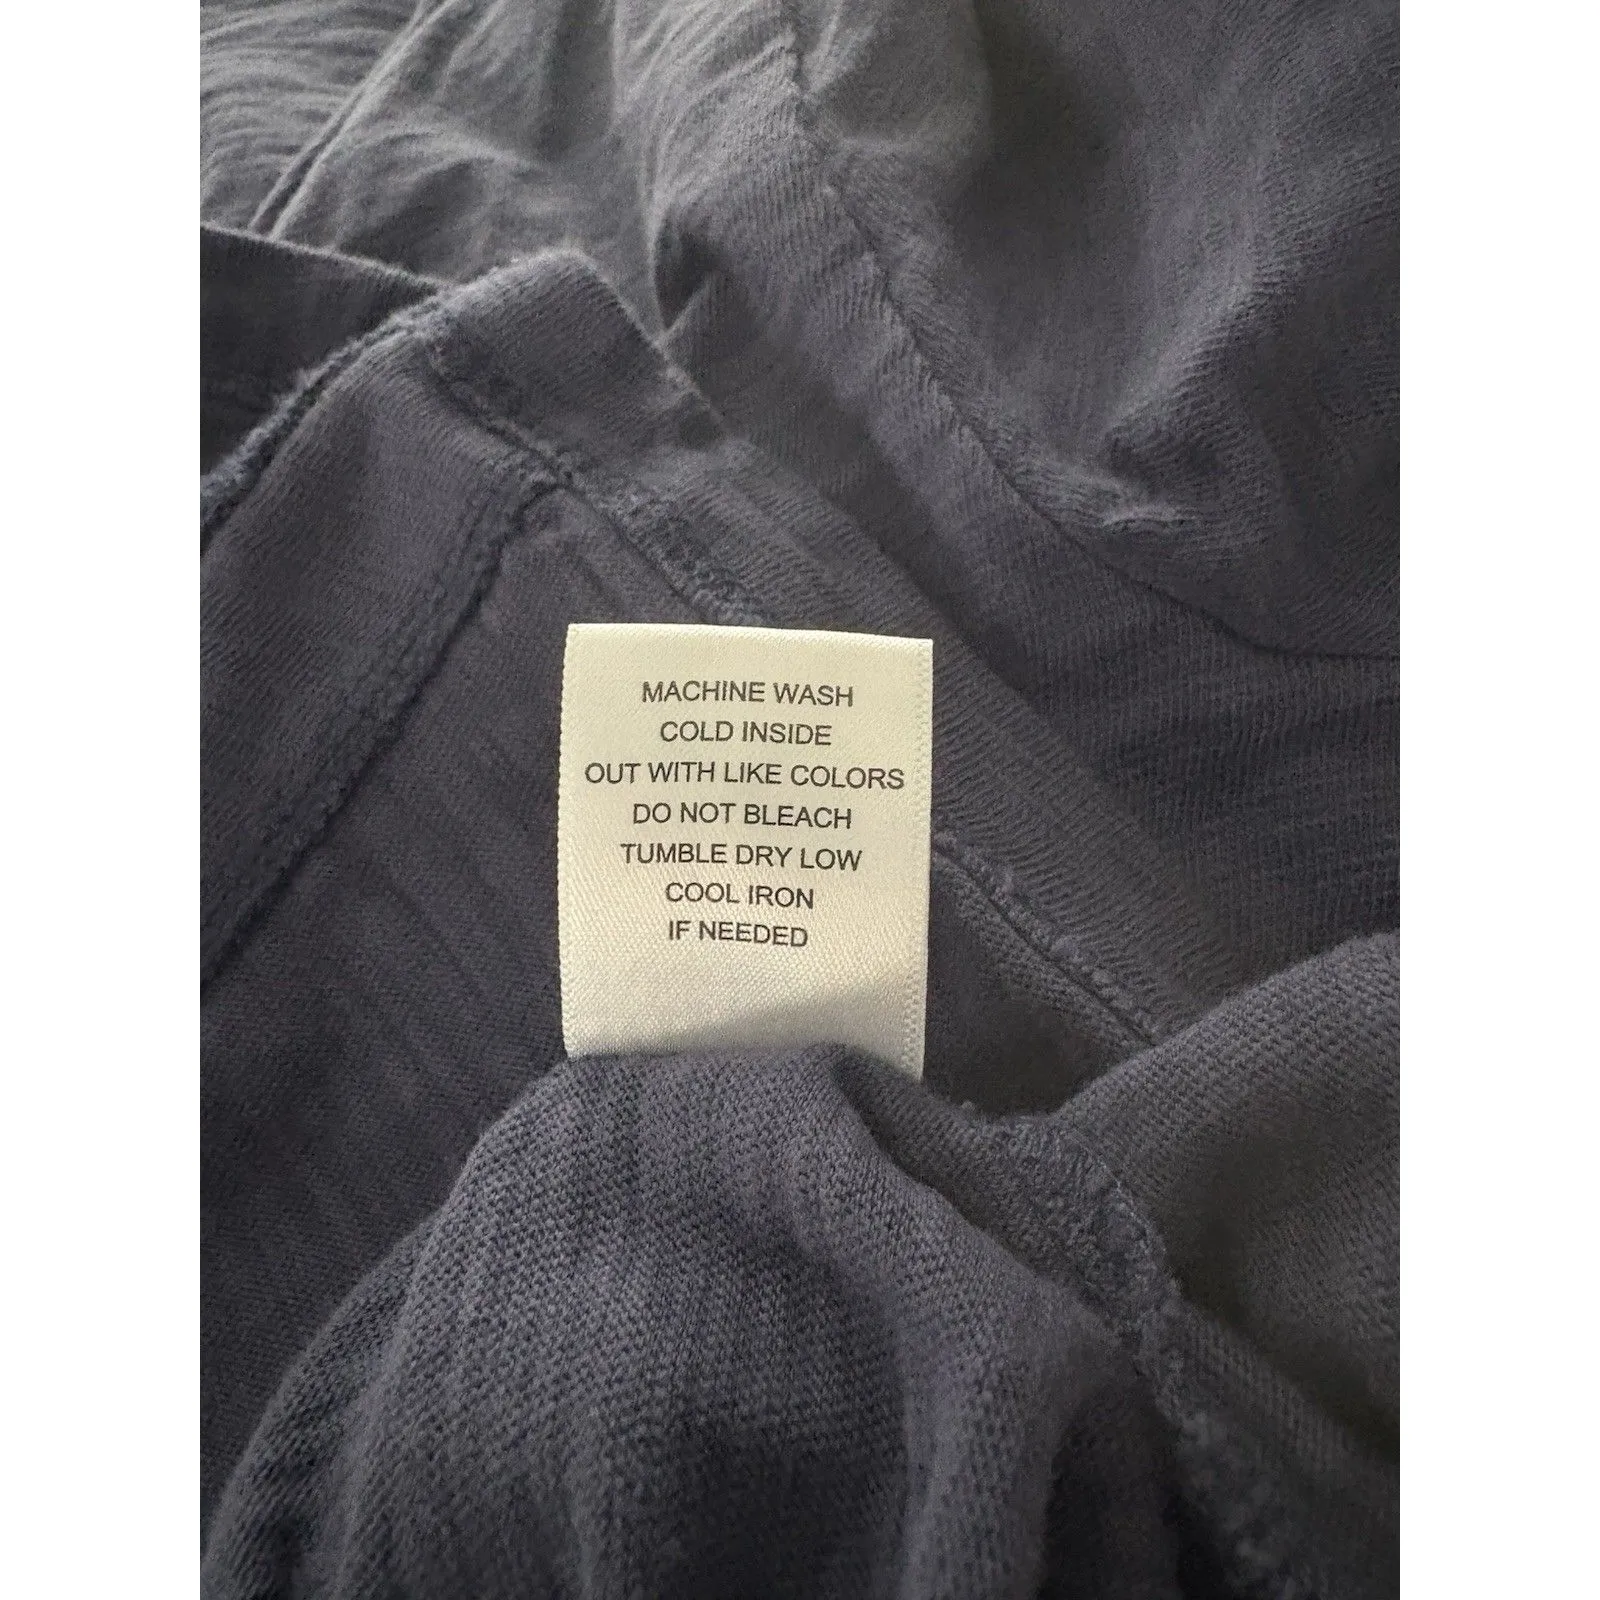 MACHINE WASH
COLD INSIDE
OUT WITH LIKE COLORS
DO NOT BLEACH
TUMBLE DRY LOW
COOL IRON
IF NEEDED